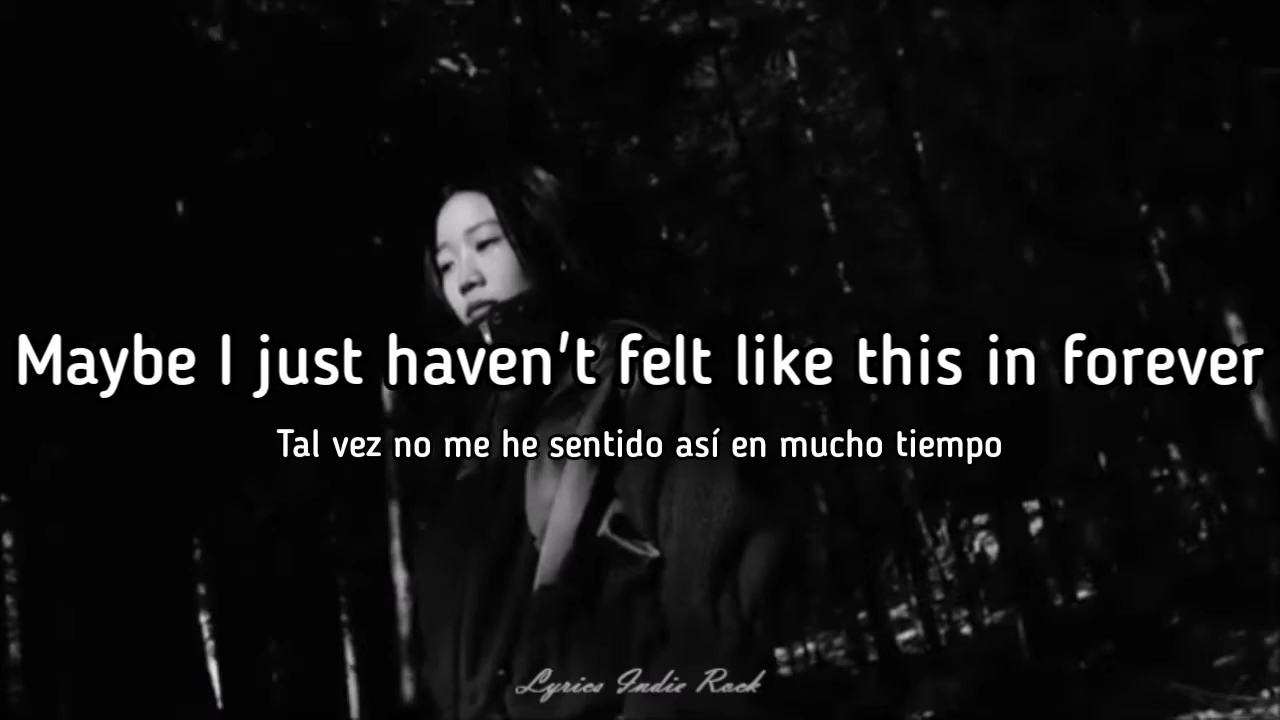 Maybe I just haven't felt like this in forever
Tal vez no me he sentido así en mucho tiempo
Lyrics Indie Rock